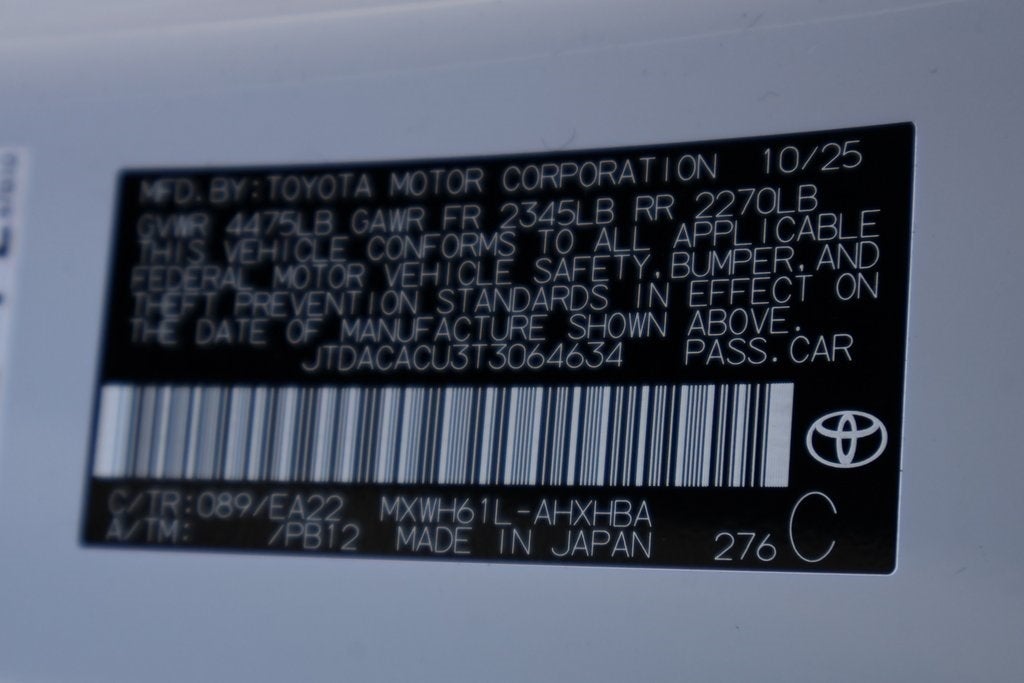 MFD.BY:TOYOTA MOTOR CORPORATION 10/25
GVWR 4475LB GAWR FR 2345LB RR 2270LB
THIS VEHICLE CONFORMS TO ALL APPLICABLE
FEDERAL MOTOR VEHICLE SAFETY,BUMPER,AND
THEFT PREVENTION STANDARDS IN EFFECT ON
THE DATE OF MANUFACTURE SHOWN ABOVE.
JTDACACU3T3064634 PASS.CAR
C/TR:089/EA22 MXWH61L-AHXHBA
A/TM: /PB12 MADE IN JAPAN 276 C